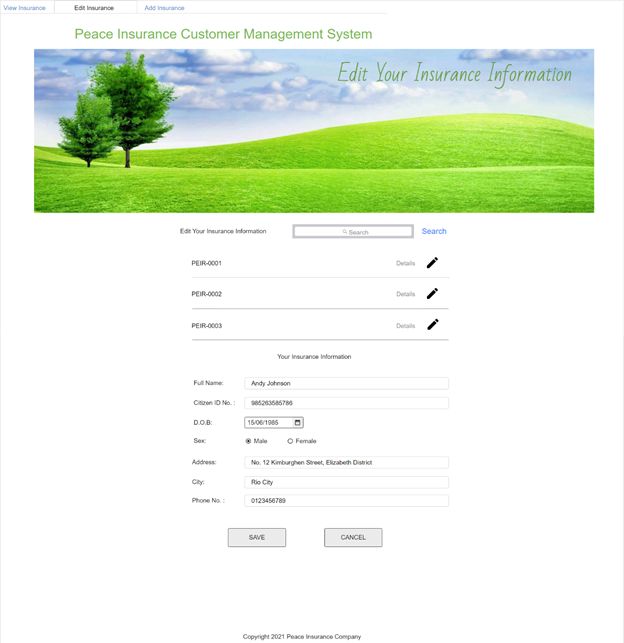 View Insurance Edit Insurance Add Insurance
Peace Insurance Customer Management System
Edit Your Insurance Information
Edit Your Insurance Information Search Search
PEIR-0001 Details
PEIR-0002 Details
PEIR-0003 Details
Your Insurance Information
Full Name: Andy Johnson
Citizen ID No. : 985263585786
D.O.B: 15/06/1985
Sex: Male Female
Address: No. 12 Kimburghen Street, Elizabeth District
City: Rio City
Phone No. : 0123456789
SAVE CANCEL
Copyright 2021 Peace Insurance Company